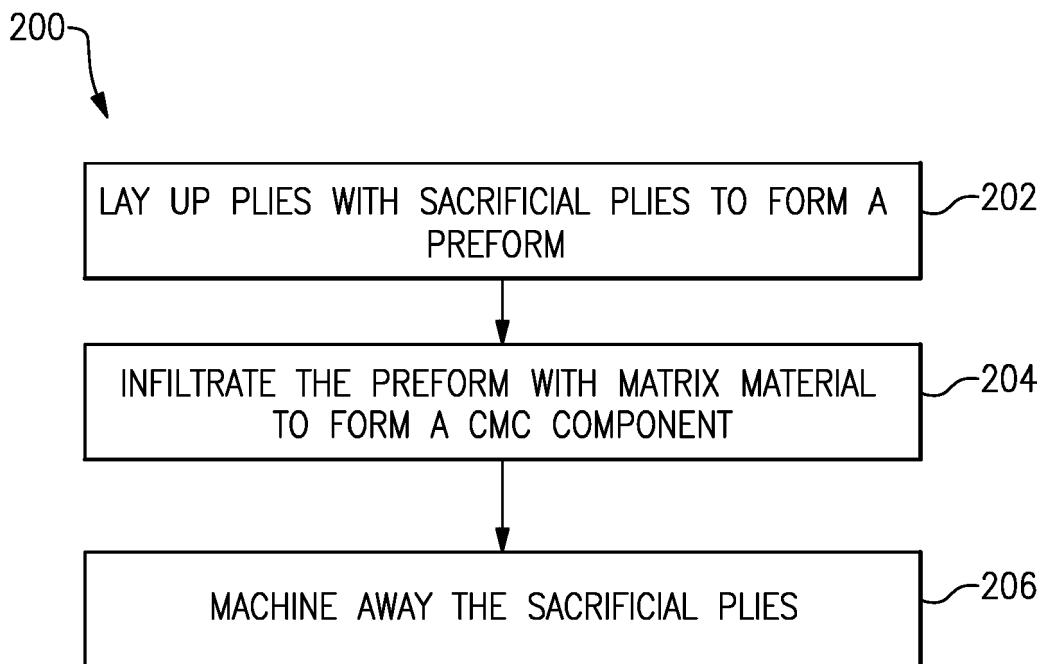 200
LAY UP PLIES WITH SACRIFICIAL PLIES TO FORM A
PREFORM
202
INFILTRATE THE PREFORM WITH MATRIX MATERIAL
TO FORM A CMC COMPONENT
204
MACHINE AWAY THE SACRIFICIAL PLIES
206